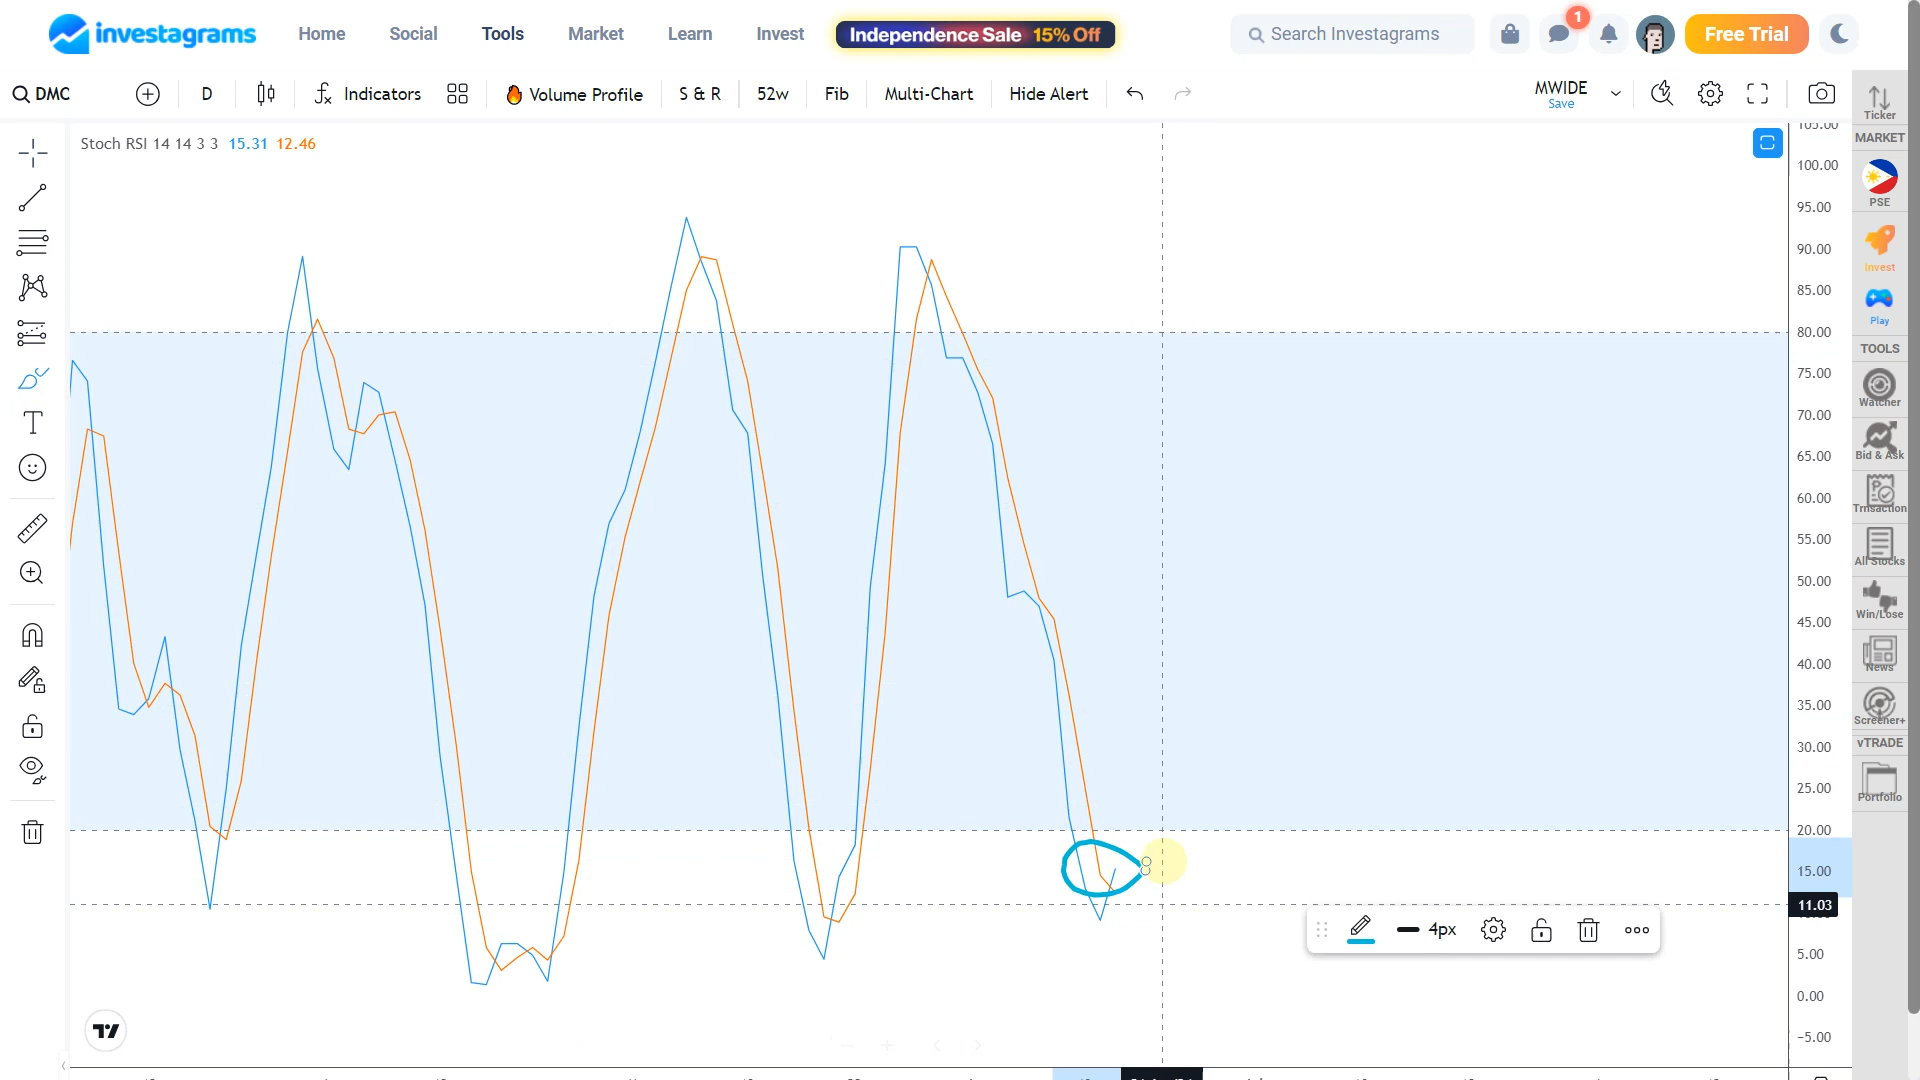 investagrams
Home
Social
Tools
Market
Learn
Invest
Independence Sale 15% Off
Search Investagrams
1
Free Trial
DMC
D
Indicators
Volume Profile
S & R
52w
Fib
Multi-Chart
Hide Alert
MWIDE
Save
Stoch RSI 14 14 3 3 15.31 12.46
105.00
100.00
95.00
90.00
85.00
80.00
75.00
70.00
65.00
60.00
55.00
50.00
45.00
40.00
35.00
30.00
25.00
20.00
15.00
11.03
5.00
0.00
−5.00
4px
Ticker
MARKET
PSE
Invest
Play
TOOLS
Watcher
Bid & Ask
Trnsaction
All Stocks
Win/Lose
News
Screener+
vTRADE
Portfolio